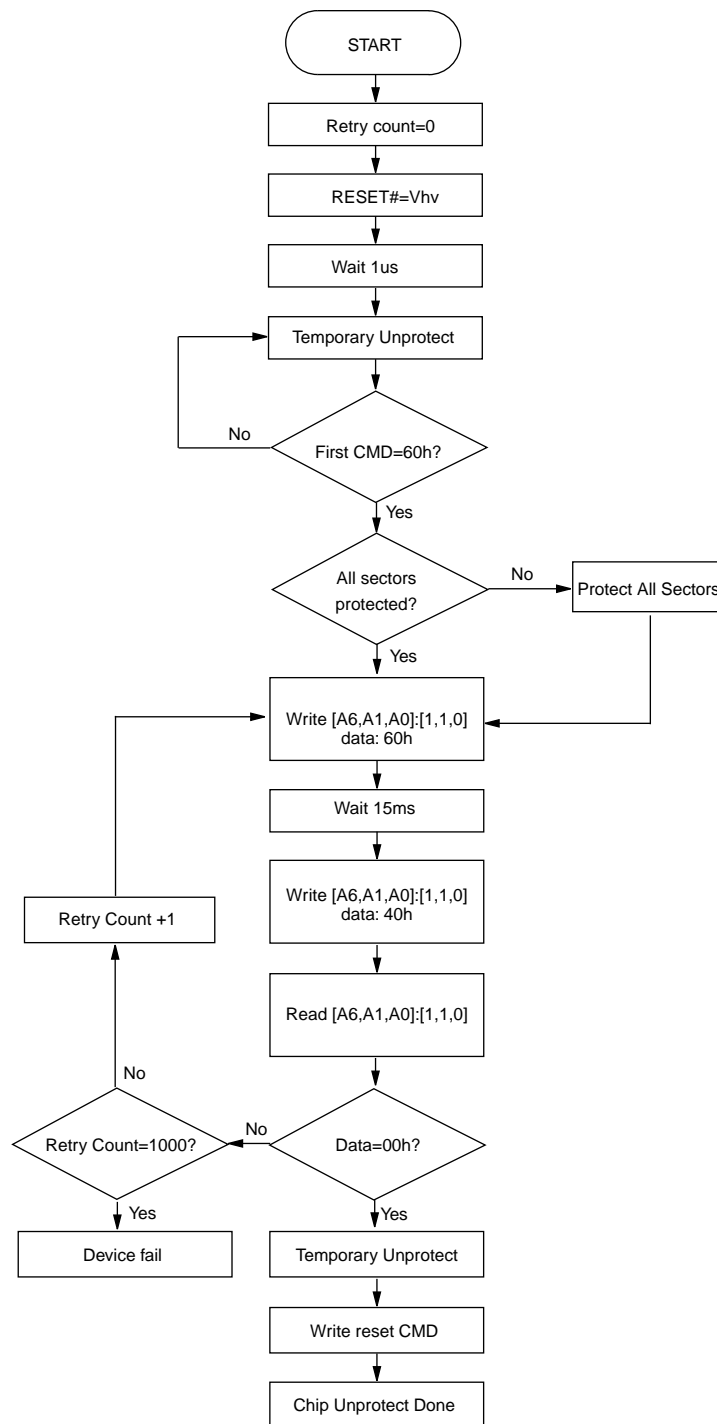 START
Retry count=0
RESET#=Vhv
Wait 1us
Temporary Unprotect
No
First CMD=60h?
Yes
All sectors
protected?
No
Protect All Sectors
Yes
Write [A6,A1,A0]:[1,1,0]
data: 60h
Wait 15ms
Write [A6,A1,A0]:[1,1,0]
data: 40h
Retry Count +1
Read [A6,A1,A0]:[1,1,0]
No
No
Retry Count=1000?
Data=00h?
Yes
Yes
Device fail
Temporary Unprotect
Write reset CMD
Chip Unprotect Done